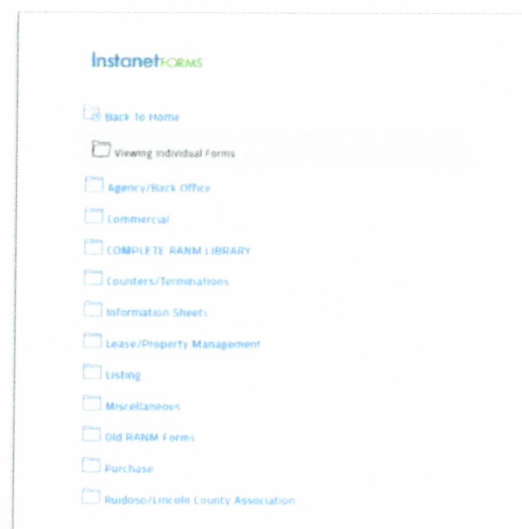 InstanetFORMS
Back To Home
Viewing Individual Forms
Agency/Back Office
Commercial
COMPLETE RANM LIBRARY
Counters/Terminations
Information Sheets
Lease/Property Management
Listing
Miscellaneous
Old RANM Forms
Purchase
Ruidoso/Lincoln County Association